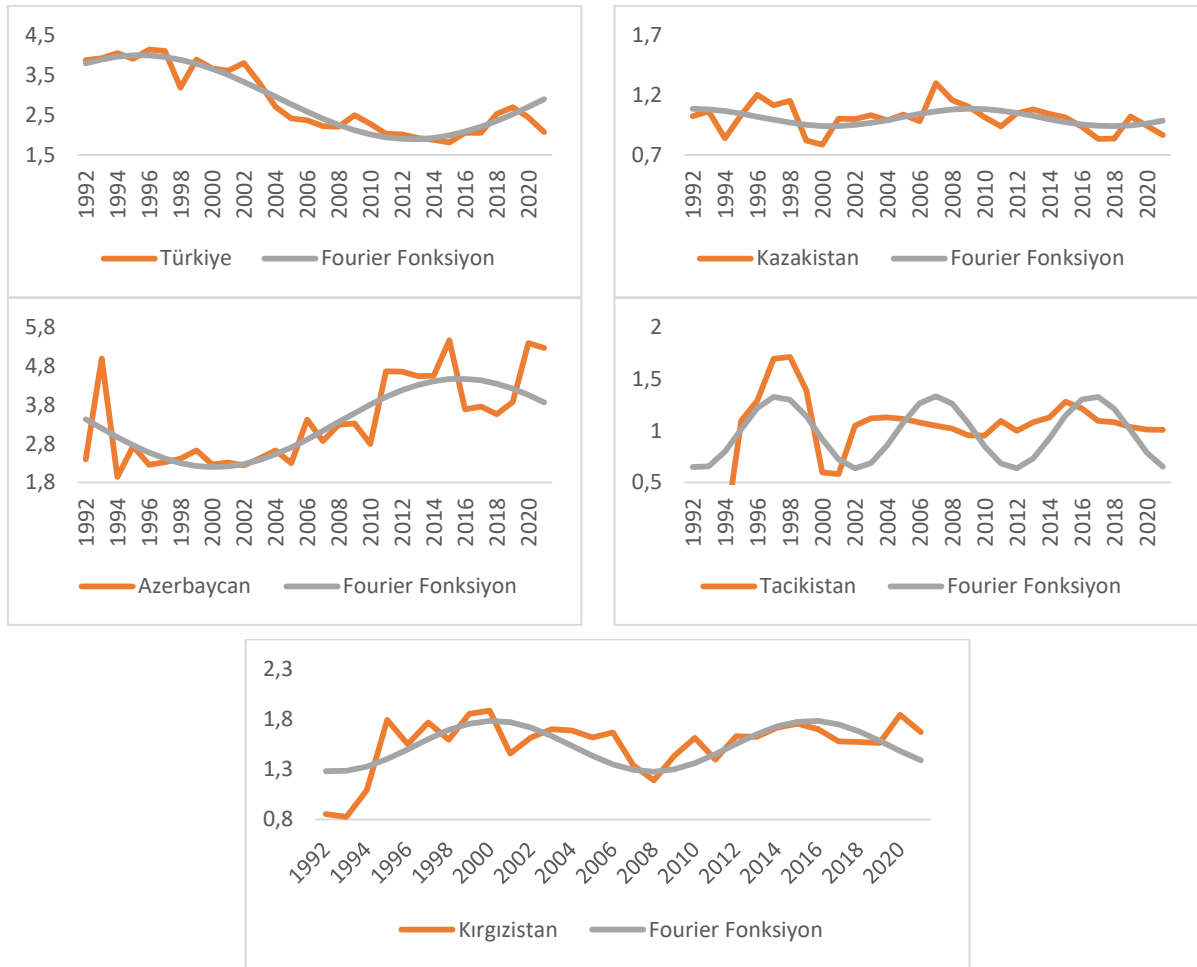 4,5
3,5
2,5
1,5
1992 1994 1996 1998 2000 2002 2004 2006 2008 2010 2012 2014 2016 2018 2020
Türkiye Fourier Fonksiyon
1,7
1,2
0,7
1992 1994 1996 1998 2000 2002 2004 2006 2008 2010 2012 2014 2016 2018 2020
Kazakistan Fourier Fonksiyon
5,8
4,8
3,8
2,8
1,8
1992 1994 1996 1998 2000 2002 2004 2006 2008 2010 2012 2014 2016 2018 2020
Azerbaycan Fourier Fonksiyon
2
1,5
1
0,5
1992 1994 1996 1998 2000 2002 2004 2006 2008 2010 2012 2014 2016 2018 2020
Tacikistan Fourier Fonksiyon
2,3
1,8
1,3
0,8
1992 1994 1996 1998 2000 2002 2004 2006 2008 2010 2012 2014 2016 2018 2020
Kırgızistan Fourier Fonksiyon